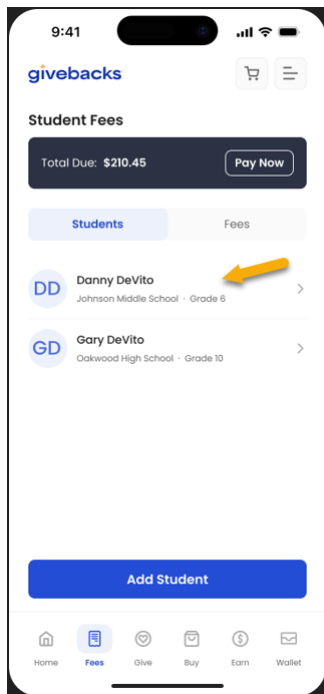 9:41
givebacks
Student Fees
Total Due: $210.45 Pay Now
Students Fees
DD Danny DeVito
Johnson Middle School · Grade 6
GD Gary DeVito
Oakwood High School · Grade 10
Add Student
Home Fees Give Buy Earn Wallet